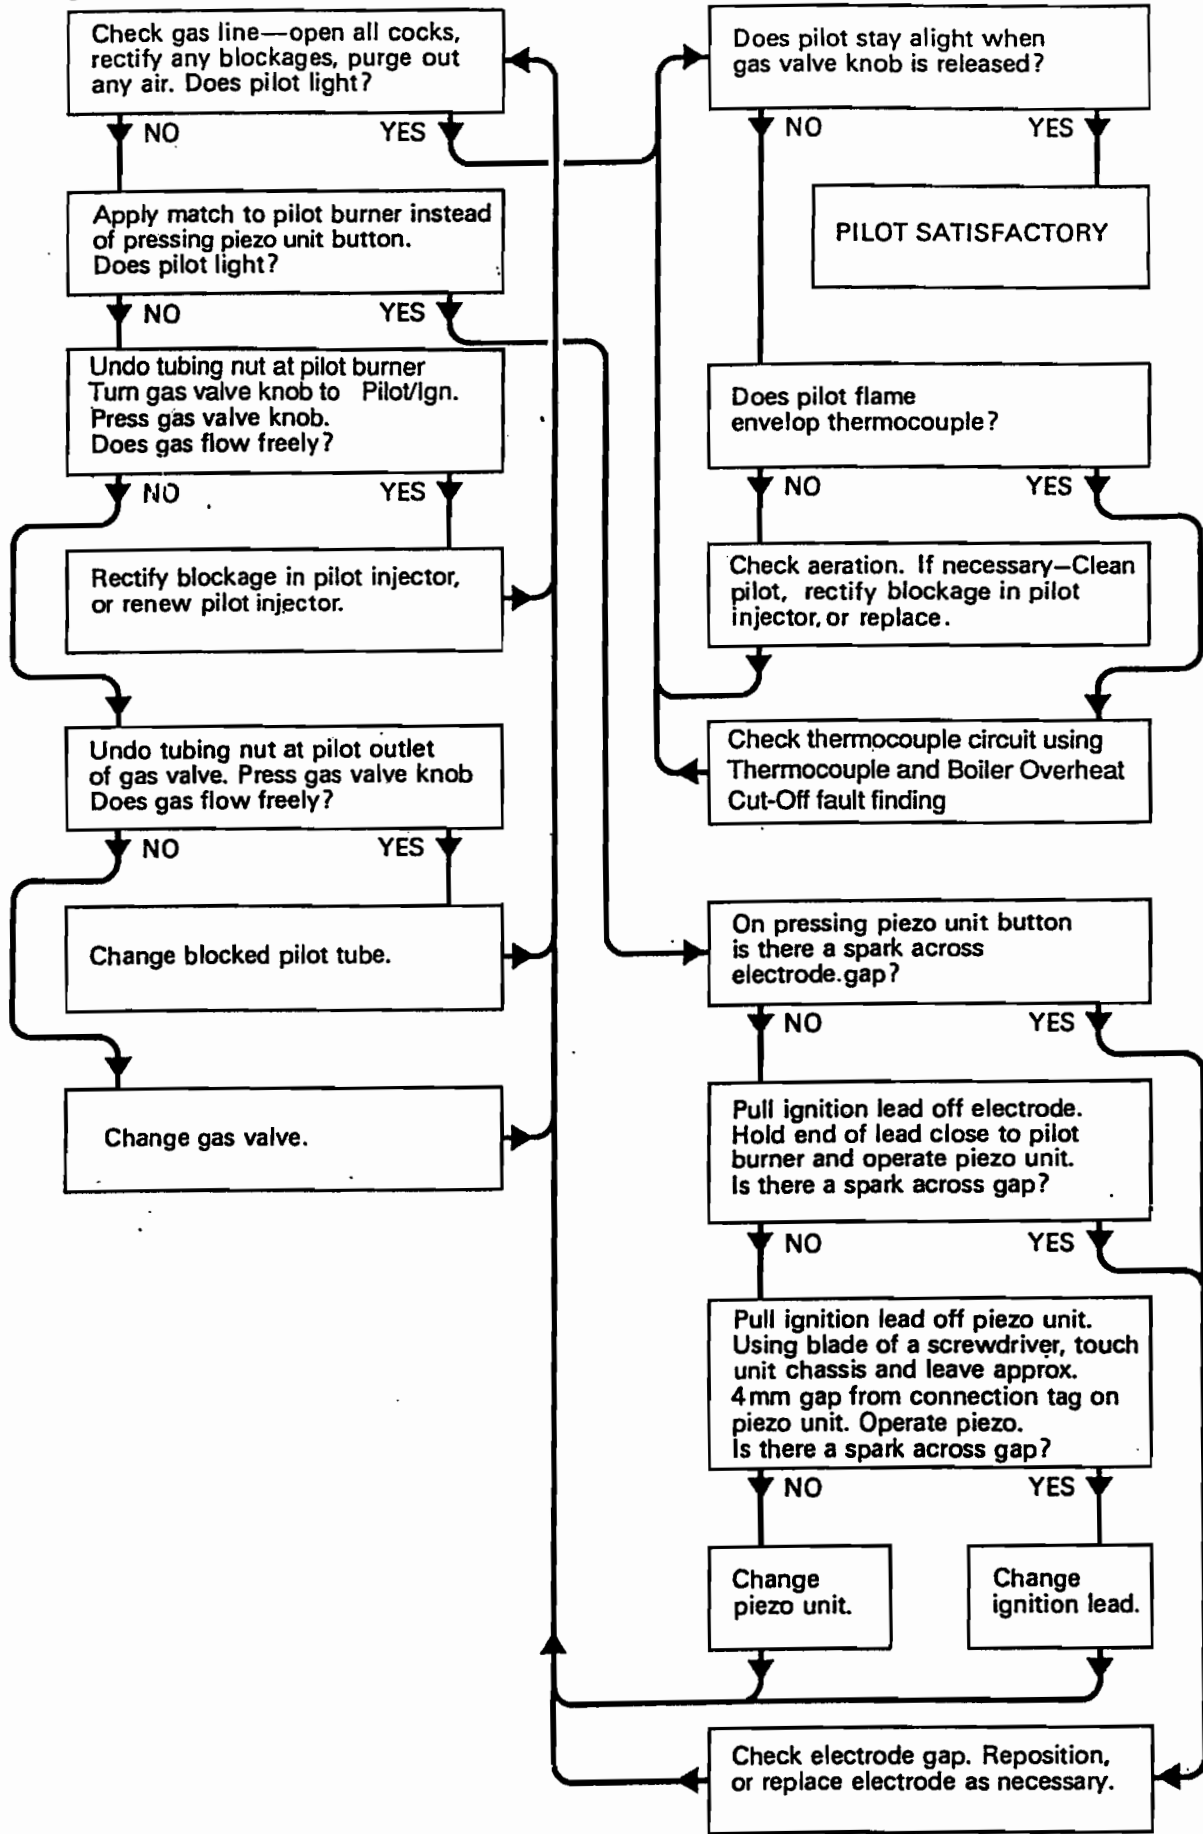 Check gas line—open all cocks,
rectify any blockages, purge out
any air. Does pilot light?
NO
YES
Apply match to pilot burner instead
of pressing piezo unit button.
Does pilot light?
NO
YES
Undo tubing nut at pilot burner
Turn gas valve knob to Pilot/Ign.
Press gas valve knob.
Does gas flow freely?
NO
YES
Rectify blockage in pilot injector,
or renew pilot injector.
Undo tubing nut at pilot outlet
of gas valve. Press gas valve knob
Does gas flow freely?
NO
YES
Change blocked pilot tube.
Change gas valve.
Does pilot stay alight when
gas valve knob is released?
NO
YES
PILOT SATISFACTORY
Does pilot flame
envelop thermocouple?
NO
YES
Check aeration. If necessary—Clean
pilot, rectify blockage in pilot
injector, or replace.
Check thermocouple circuit using
Thermocouple and Boiler Overheat
Cut-Off fault finding
On pressing piezo unit button
is there a spark across
electrode.gap?
NO
YES
Pull ignition lead off electrode.
Hold end of lead close to pilot
burner and operate piezo unit.
Is there a spark across gap?
NO
YES
Pull ignition lead off piezo unit.
Using blade of a screwdriver, touch
unit chassis and leave approx.
4mm gap from connection tag on
piezo unit. Operate piezo.
Is there a spark across gap?
NO
YES
Change
piezo unit.
Change
ignition lead.
Check electrode gap. Reposition,
or replace electrode as necessary.